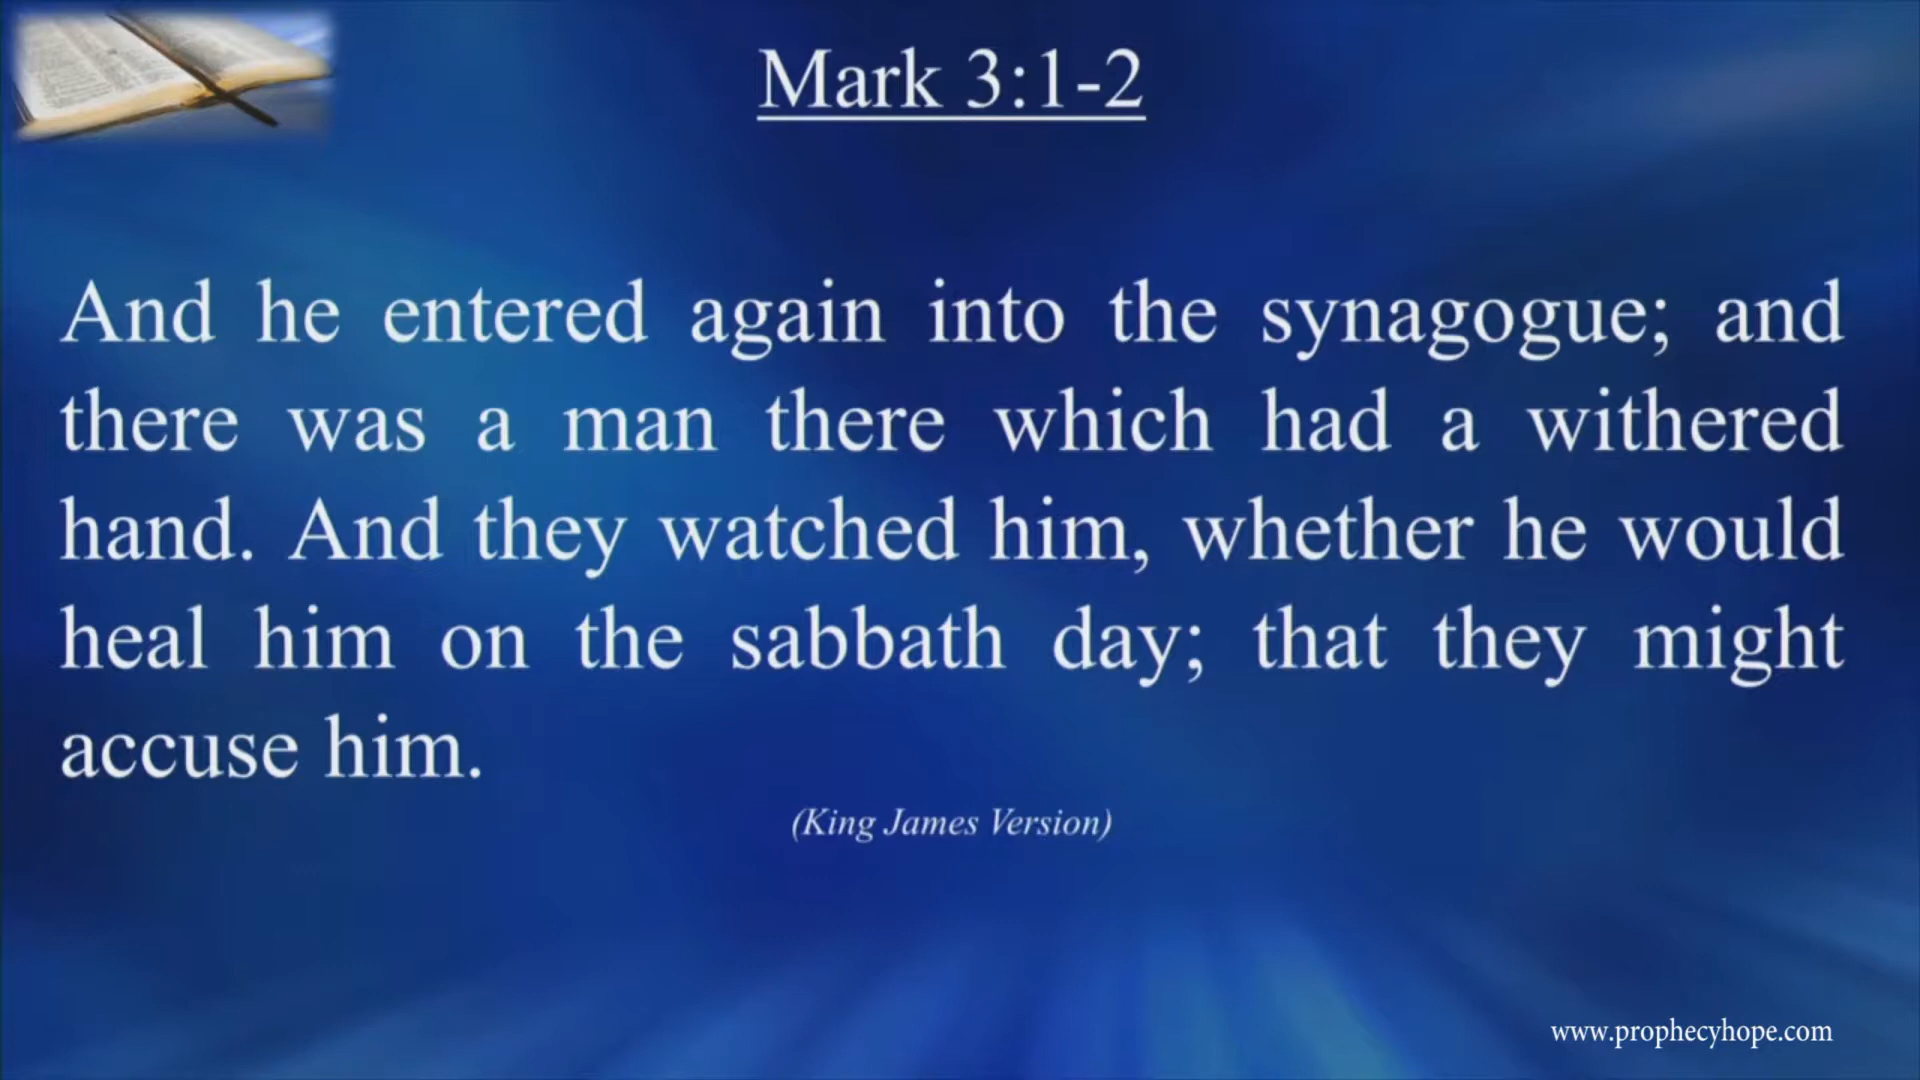 Mark 3:1-2
And he entered again into the synagogue; and
there was a man there which had a withered
hand. And they watched him, whether he would
heal him on the sabbath day; that they might
accuse him.
(King James Version)
www.prophecyhope.com